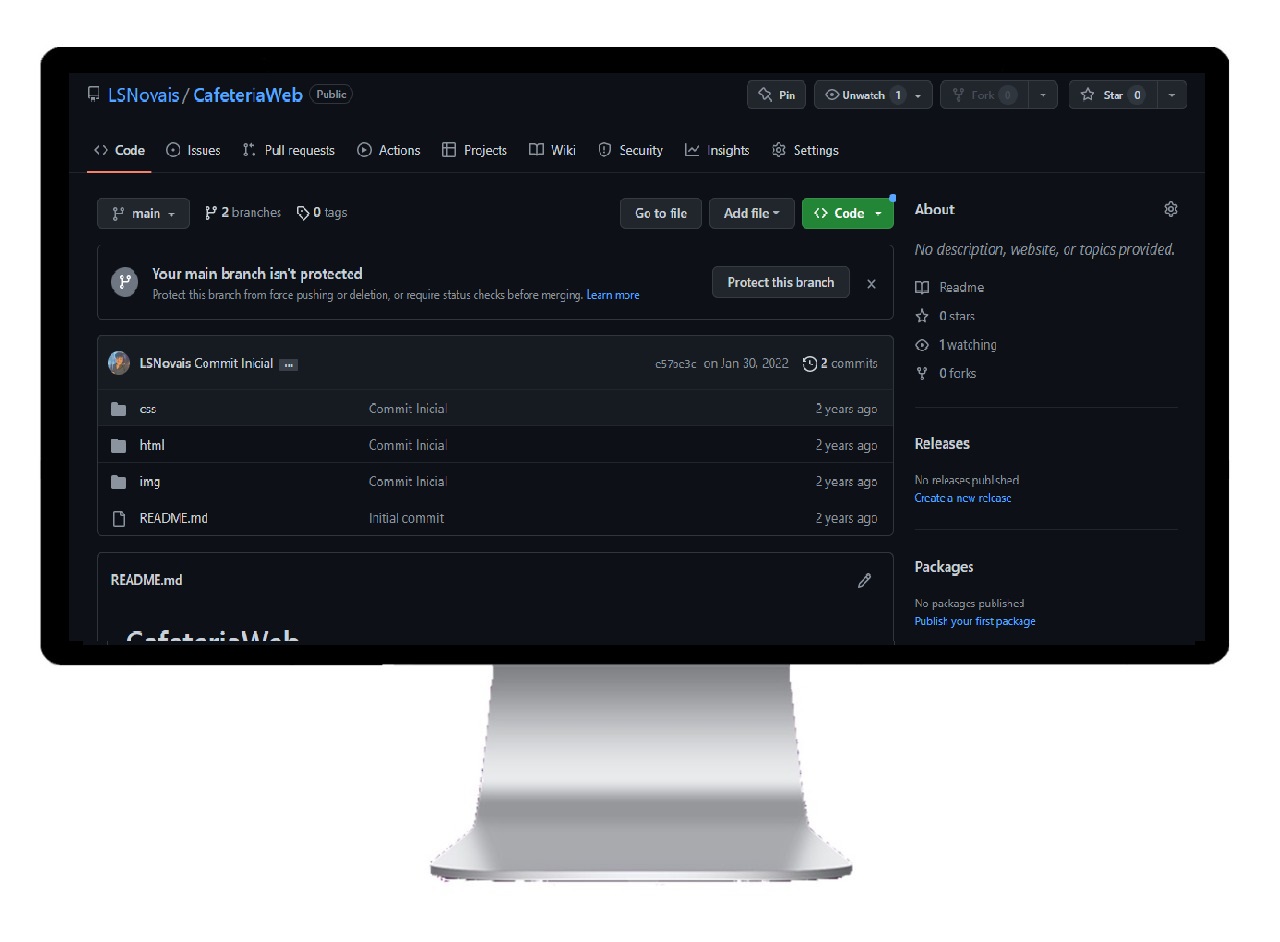 LSNovais / CafeteriaWeb Public
Pin Unwatch 1 Fork 0 Star 0
Code Issues Pull requests Actions Projects Wiki Security Insights Settings
main 2 branches 0 tags Go to file Add file Code
Your main branch isn't protected
Protect this branch from force pushing or deletion, or require status checks before merging. Learn more
Protect this branch
LSNovais Commit Inicial ... on Jan 30, 2022 2 commits
css Commit Inicial 2 years ago
html Commit Inicial 2 years ago
img Commit Inicial 2 years ago
README.md Initial commit 2 years ago
README.md
CafeteriaWeb
About
No description, website, or topics provided.
Readme
0 stars
1 watching
0 forks
Releases
No releases published
Create a new release
Packages
No packages published
Publish your first package